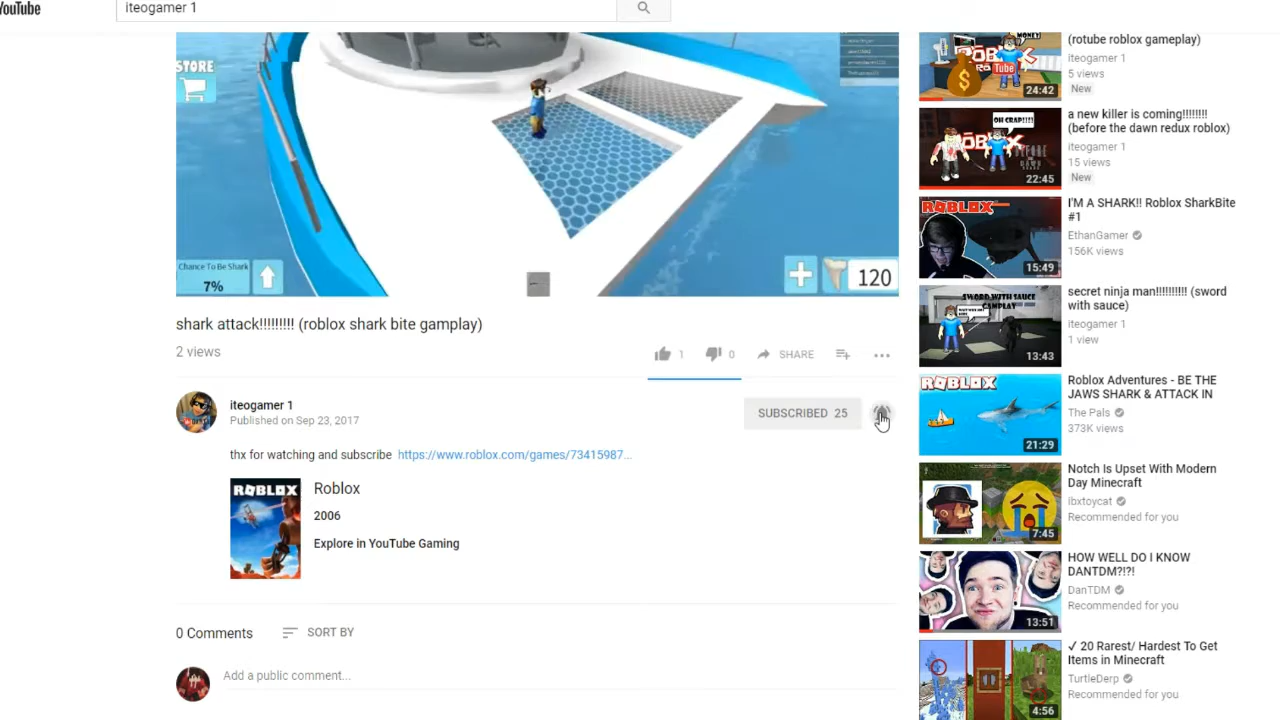 YouTube
iteogamer 1
STORE
Chance To Be Shark
7%
120
shark attack!!!!!!!!! (roblox shark bite gamplay)
2 views
1
0
SHARE
iteogamer 1
Published on Sep 23, 2017
SUBSCRIBED 25
thx for watching and subscribe https://www.roblox.com/games/73415987...
ROBLOX
Roblox
2006
Explore in YouTube Gaming
0 Comments
SORT BY
Add a public comment...
MONEY?
Tube
24:42
(rotube roblox gameplay)
iteogamer 1
5 views
New
OH CRAP!!!!
BEFORE
THE
DAWN
22:45
a new killer is coming!!!!!!!!
(before the dawn redux roblox)
iteogamer 1
15 views
New
ROBLOX
15:49
I'M A SHARK!! Roblox SharkBite
#1
EthanGamer
156K views
SWORD WITH SAUCE
GAMPLAY
13:43
secret ninja man!!!!!!!!!! (sword
with sauce)
iteogamer 1
1 view
ROBLOX
21:29
Roblox Adventures - BE THE
JAWS SHARK & ATTACK IN
The Pals
373K views
7:45
Notch Is Upset With Modern
Day Minecraft
ibxtoycat
Recommended for you
13:51
HOW WELL DO I KNOW
DANTDM?!?!
DanTDM
Recommended for you
4:56
✓ 20 Rarest/ Hardest To Get
Items in Minecraft
TurtleDerp
Recommended for you